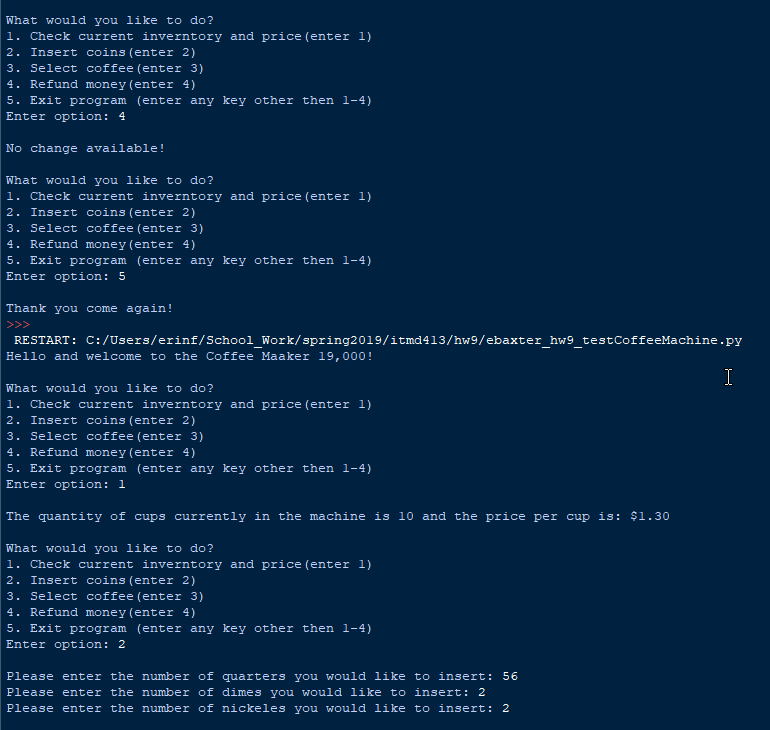 What would you like to do?
1. Check current inverntory and price(enter 1)
2. Insert coins(enter 2)
3. Select coffee(enter 3)
4. Refund money(enter 4)
5. Exit program (enter any key other then 1-4)
Enter option: 4
No change available!
What would you like to do?
1. Check current inverntory and price(enter 1)
2. Insert coins(enter 2)
3. Select coffee(enter 3)
4. Refund money(enter 4)
5. Exit program (enter any key other then 1-4)
Enter option: 5
Thank you come again!
>>>
RESTART: C:/Users/erinf/School_Work/spring2019/itmd413/hw9/ebaxter_hw9_testCoffeeMachine.py
Hello and welcome to the Coffee Maaker 19,000!
What would you like to do?
1. Check current inverntory and price(enter 1)
2. Insert coins(enter 2)
3. Select coffee(enter 3)
4. Refund money(enter 4)
5. Exit program (enter any key other then 1-4)
Enter option: 1
The quantity of cups currently in the machine is 10 and the price per cup is: $1.30
What would you like to do?
1. Check current inverntory and price(enter 1)
2. Insert coins(enter 2)
3. Select coffee(enter 3)
4. Refund money(enter 4)
5. Exit program (enter any key other then 1-4)
Enter option: 2
Please enter the number of quarters you would like to insert: 56
Please enter the number of dimes you would like to insert: 2
Please enter the number of nickeles you would like to insert: 2